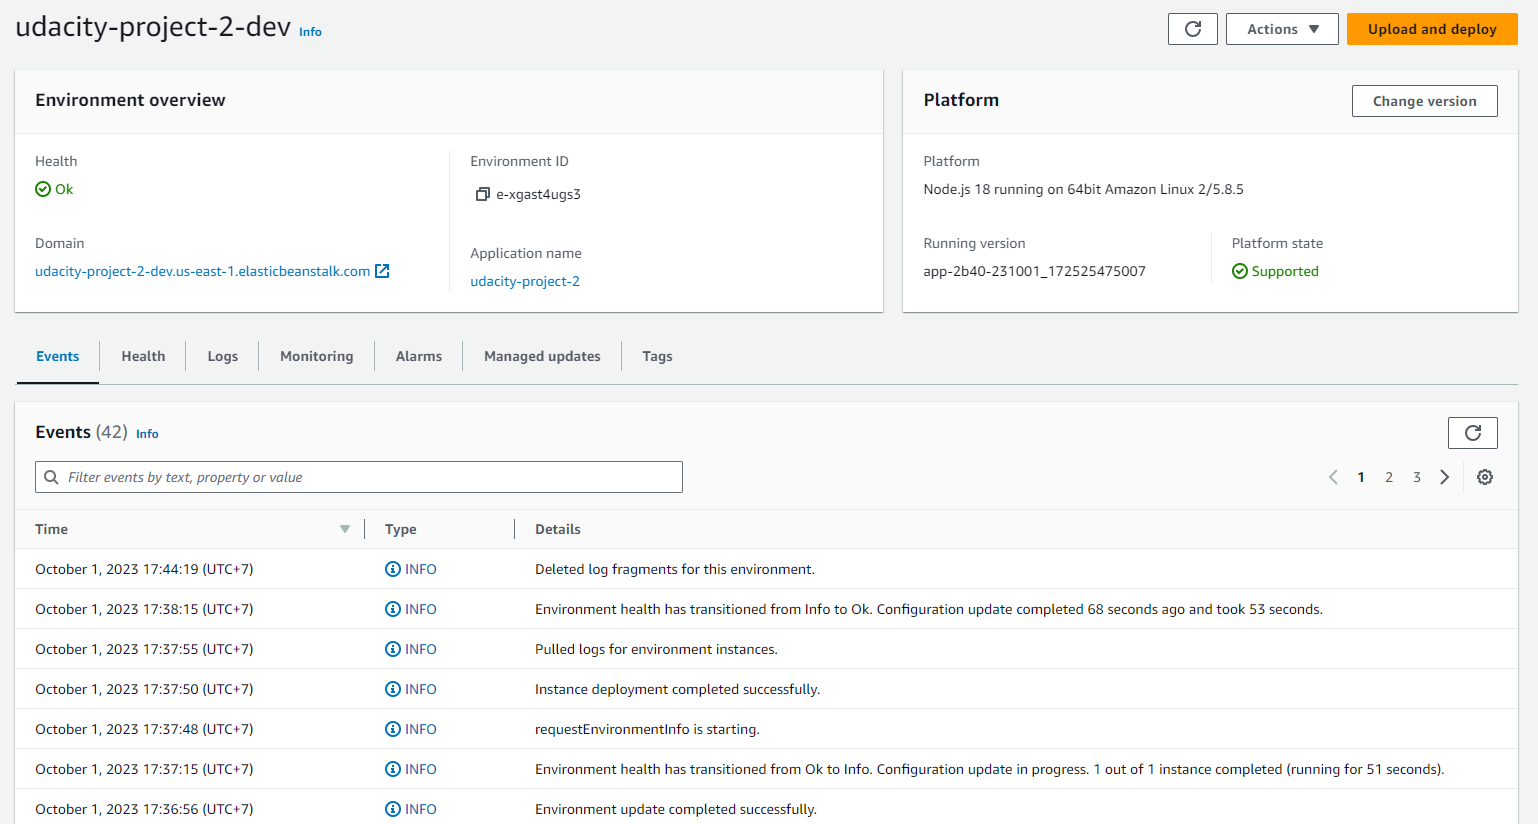 udacity-project-2-dev Info
Actions
Upload and deploy
Environment overview
Health
Ok
Domain
udacity-project-2-dev.us-east-1.elasticbeanstalk.com
Environment ID
e-xgast4ugs3
Application name
udacity-project-2
Platform
Change version
Platform
Node.js 18 running on 64bit Amazon Linux 2/5.8.5
Running version
app-2b40-231001_172525475007
Platform state
Supported
Events Health Logs Monitoring Alarms Managed updates Tags
Events (42) Info
Filter events by text, property or value
1 2 3
Time Type Details
October 1, 2023 17:44:19 (UTC+7) INFO Deleted log fragments for this environment.
October 1, 2023 17:38:15 (UTC+7) INFO Environment health has transitioned from Info to Ok. Configuration update completed 68 seconds ago and took 53 seconds.
October 1, 2023 17:37:55 (UTC+7) INFO Pulled logs for environment instances.
October 1, 2023 17:37:50 (UTC+7) INFO Instance deployment completed successfully.
October 1, 2023 17:37:48 (UTC+7) INFO requestEnvironmentInfo is starting.
October 1, 2023 17:37:15 (UTC+7) INFO Environment health has transitioned from Ok to Info. Configuration update in progress. 1 out of 1 instance completed (running for 51 seconds).
October 1, 2023 17:36:56 (UTC+7) INFO Environment update completed successfully.